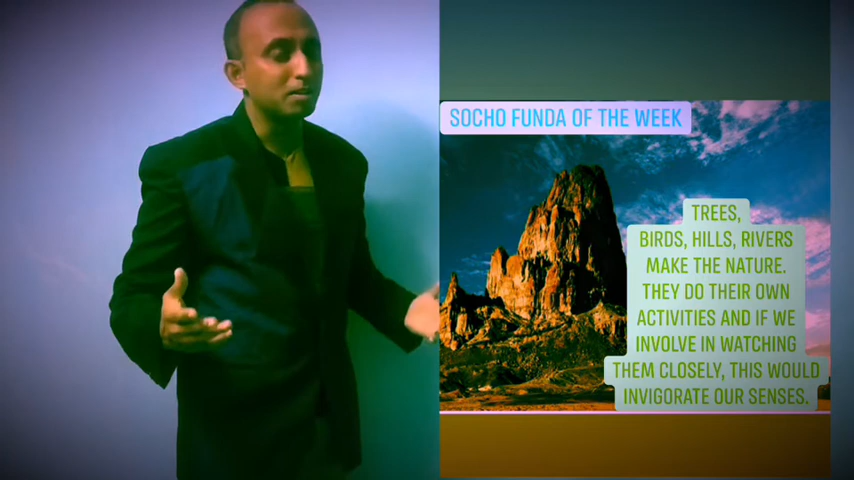 SOCHO FUNDA OF THE WEEK
TREES,
BIRDS, HILLS, RIVERS
MAKE THE NATURE.
THEY DO THEIR OWN
ACTIVITIES AND IF WE
INVOLVE IN WATCHING
THEM CLOSELY, THIS WOULD
INVIGORATE OUR SENSES.